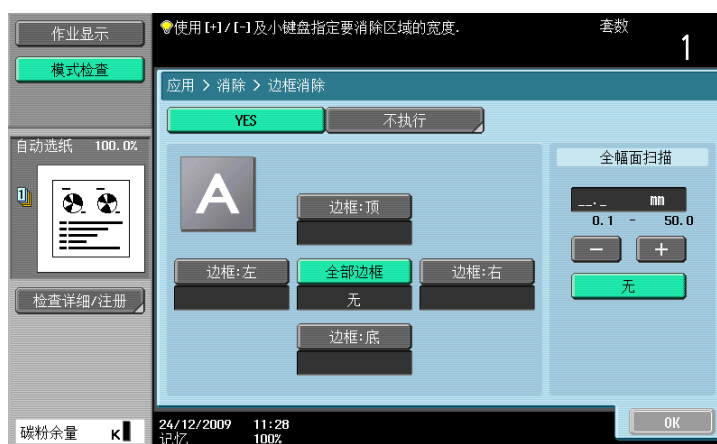 作业显示
模式检查
使用[+]/[-]及小键盘指定要消除区域的宽度.
套数
1
应用 > 消除 > 边框消除
YES
不执行
自动选纸 100.0%
1
A
边框:顶
边框:左
全部边框
无
边框:右
边框:底
全幅面扫描
__._ mm
0.1 - 50.0
− +
无
检查详细/注册
碳粉余量 K
24/12/2009 11:28
记忆 100%
OK